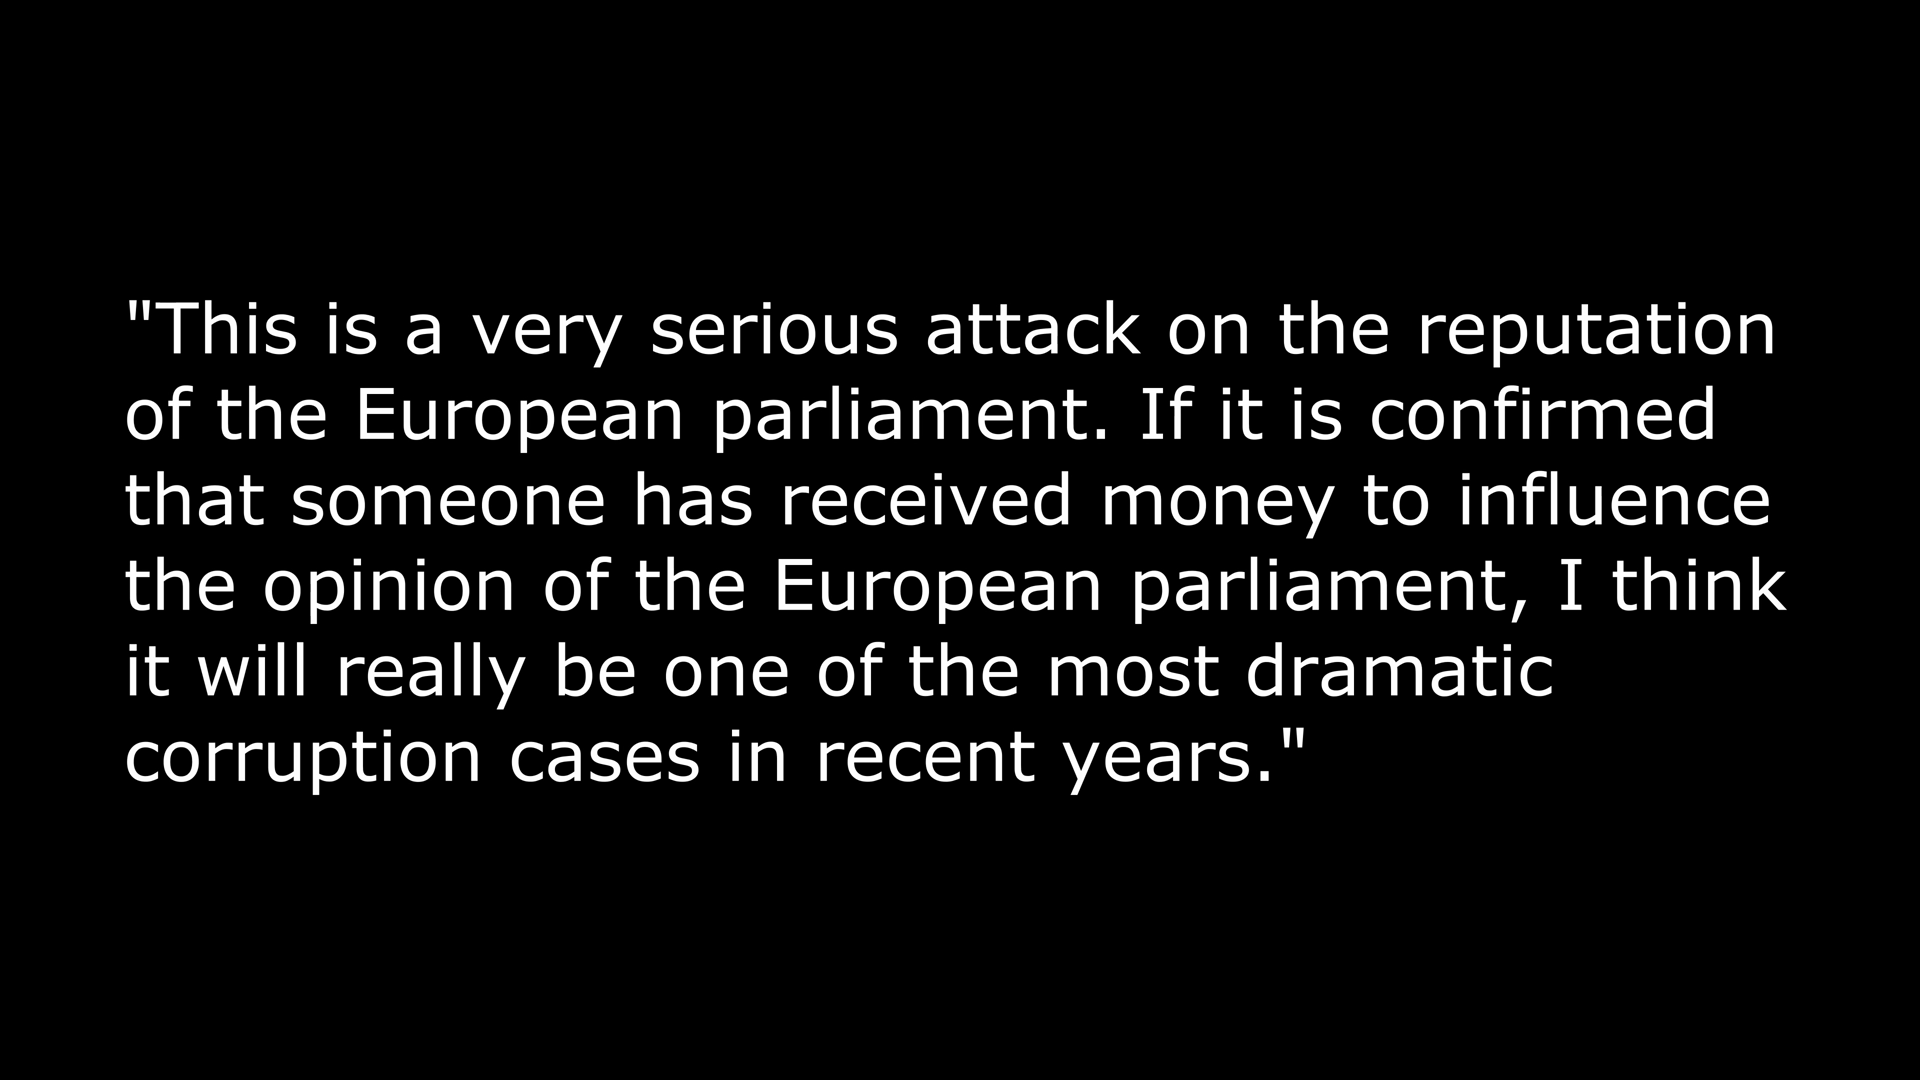 "This is a very serious attack on the reputation
of the European parliament. If it is confirmed
that someone has received money to influence
the opinion of the European parliament, I think
it will really be one of the most dramatic
corruption cases in recent years."